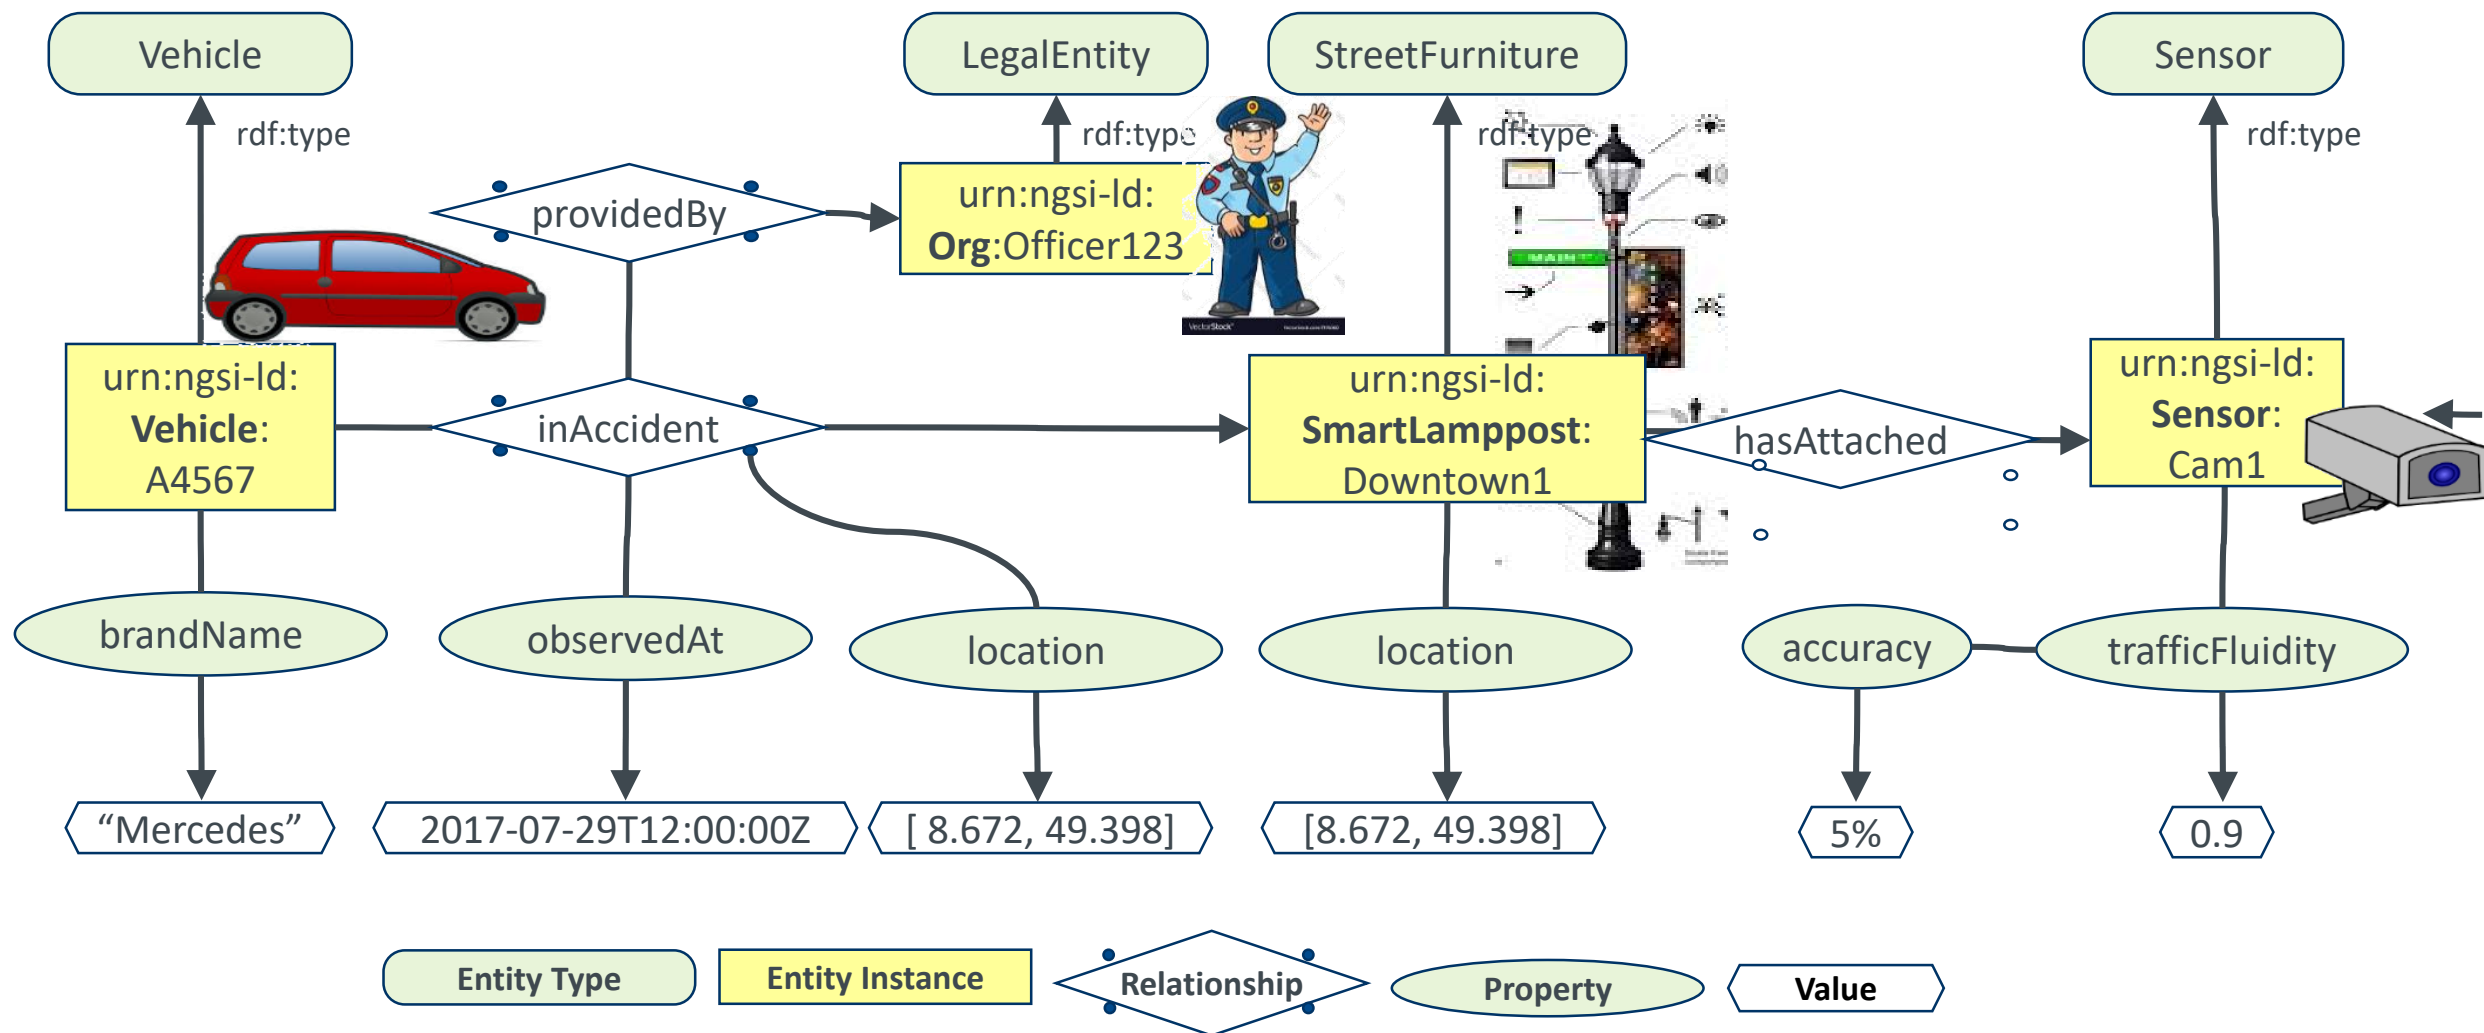 Vehicle
LegalEntity
StreetFurniture
Sensor
rdf:type
rdf:type
rdf:type
rdf:type
providedBy
urn:ngsi-ld:
Org:Officer123
VectorStock
urn:ngsi-ld:
Vehicle:
A4567
inAccident
urn:ngsi-ld:
SmartLamppost:
Downtown1
hasAttached
urn:ngsi-ld:
Sensor:
Cam1
brandName
observedAt
location
location
accuracy
trafficFluidity
“Mercedes”
2017-07-29T12:00:00Z
[ 8.672, 49.398]
[8.672, 49.398]
5%
0.9
Entity Type
Entity Instance
Relationship
Property
Value